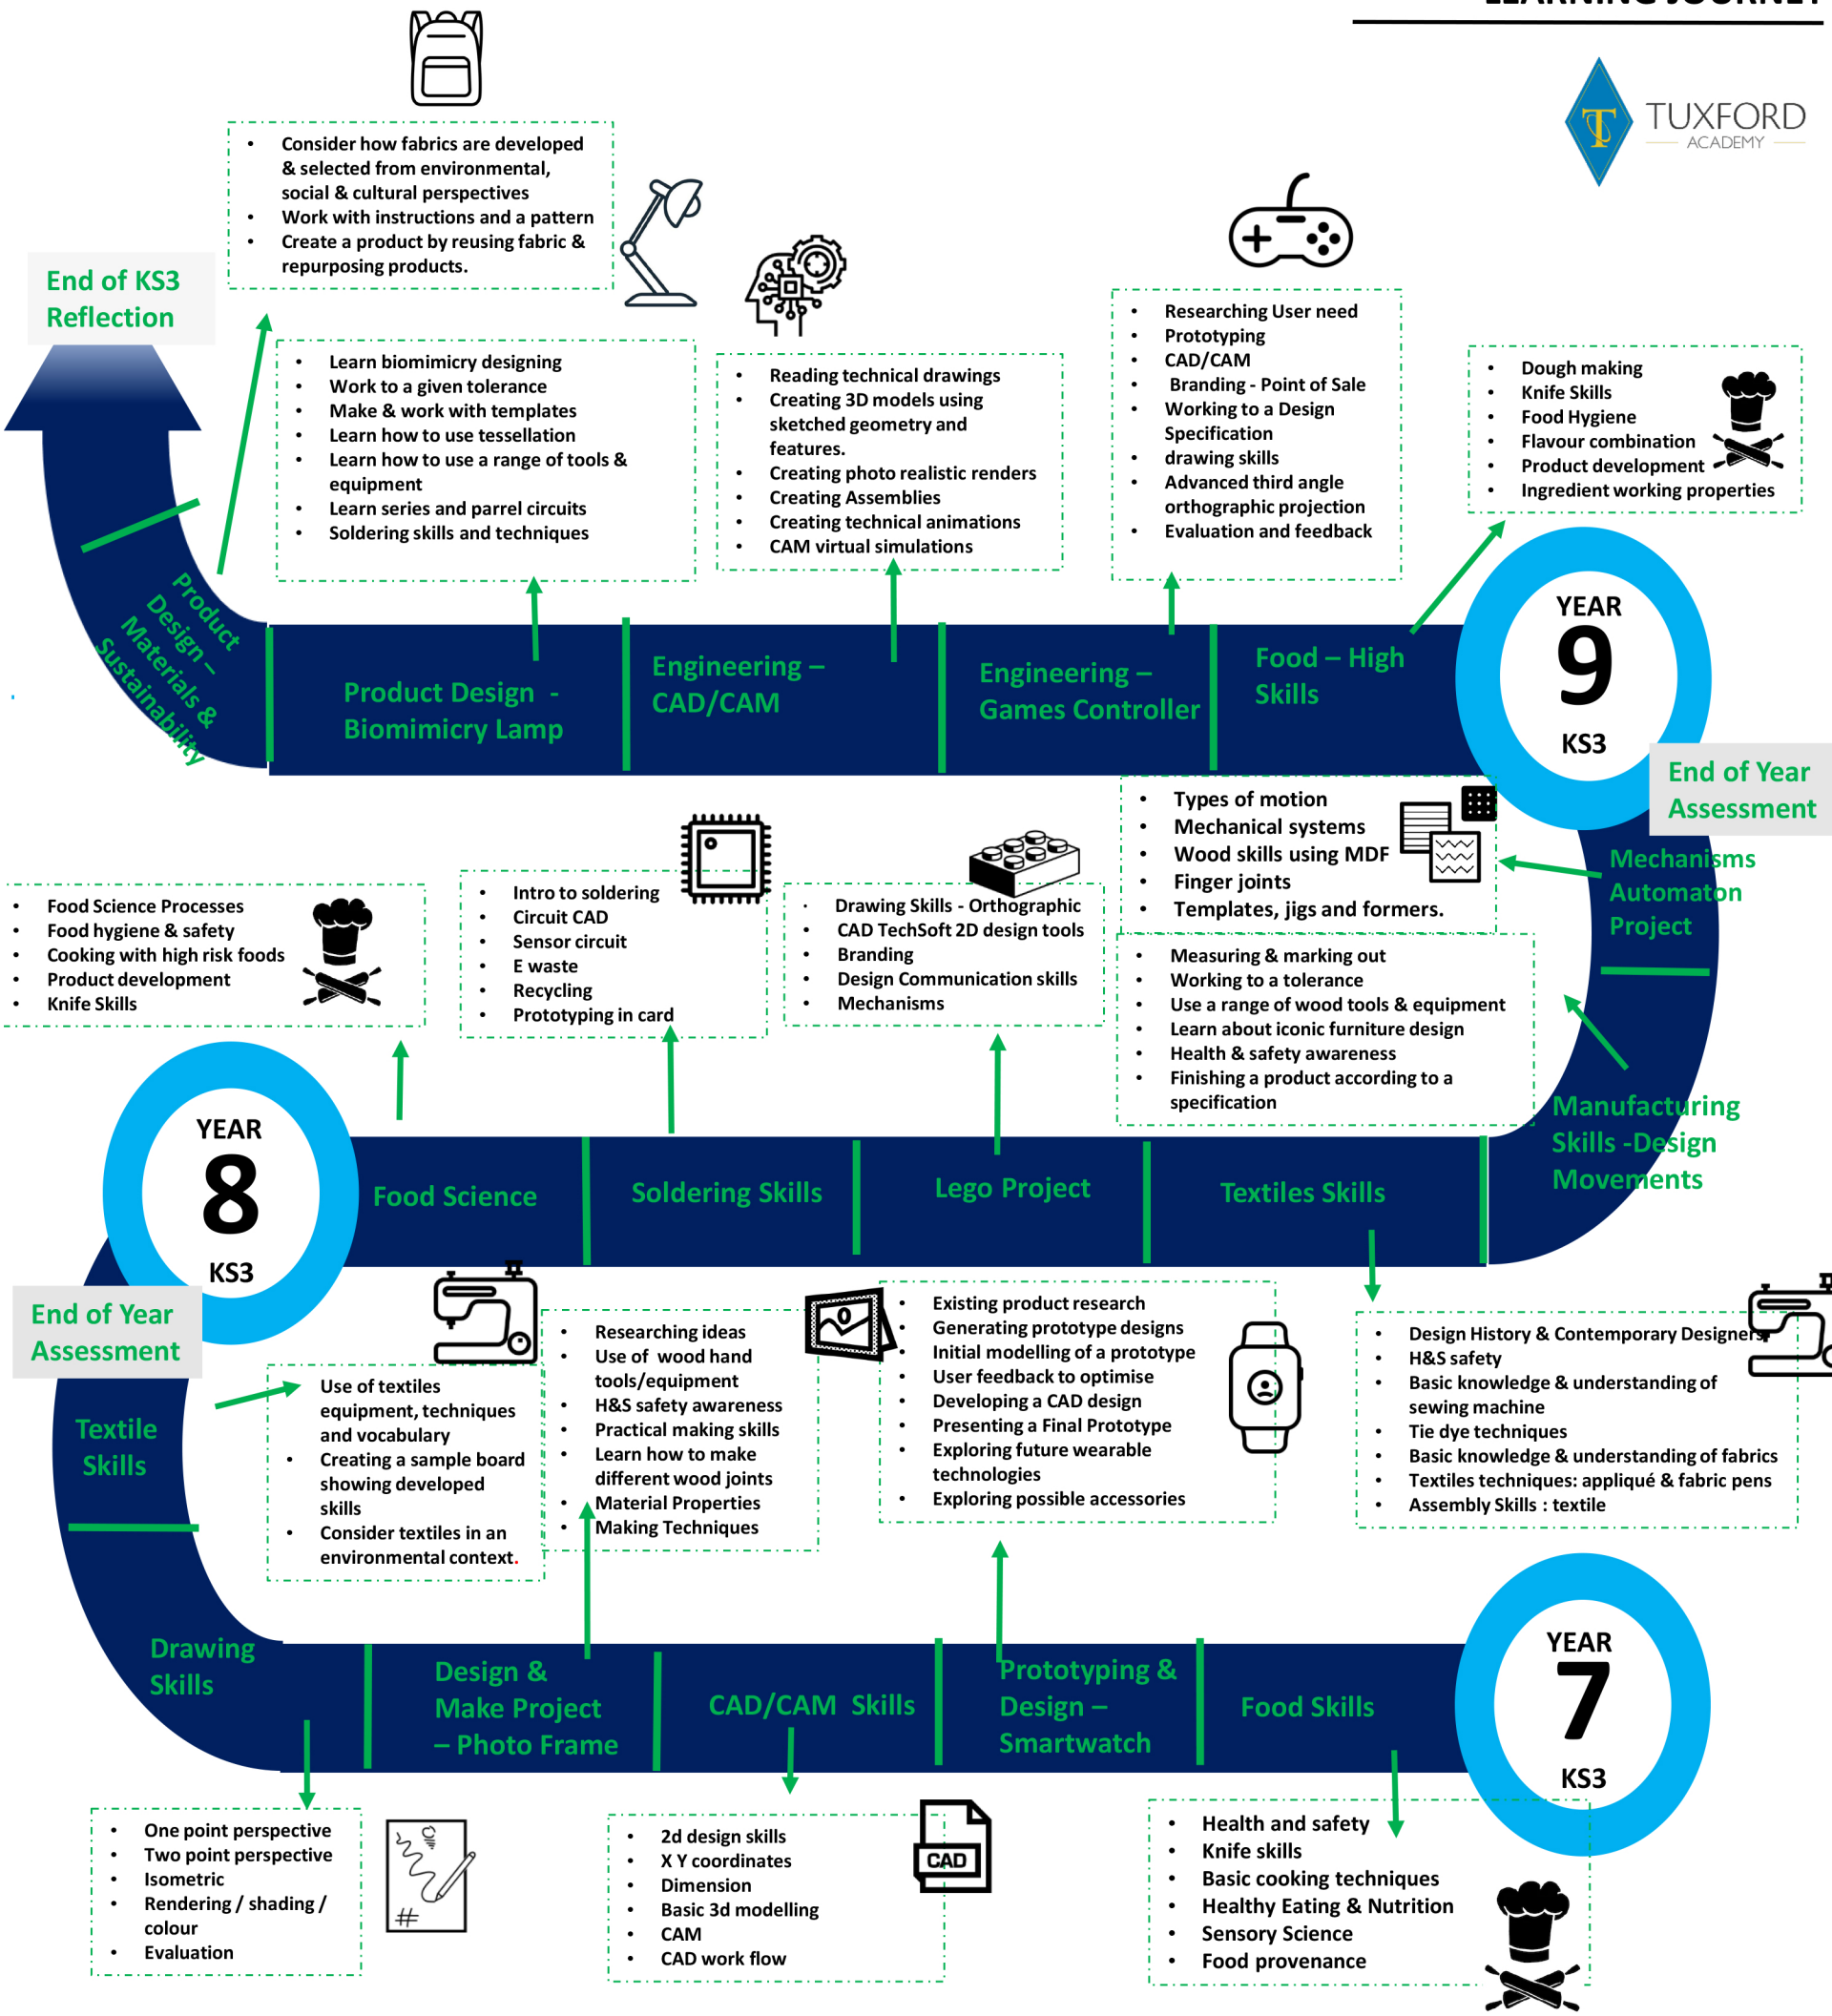 LEARNING JOURNEY
TUXFORD
ACADEMY
• Consider how fabrics are developed
& selected from environmental,
social & cultural perspectives
• Work with instructions and a pattern
• Create a product by reusing fabric &
repurposing products.
End of KS3
Reflection
• Learn biomimicry designing
• Work to a given tolerance
• Make & work with templates
• Learn how to use tessellation
• Learn how to use a range of tools &
equipment
• Learn series and parrel circuits
• Soldering skills and techniques
• Reading technical drawings
• Creating 3D models using
sketched geometry and
features.
• Creating photo realistic renders
• Creating Assemblies
• Creating technical animations
• CAM virtual simulations
• Researching User need
• Prototyping
• CAD/CAM
• Branding - Point of Sale
• Working to a Design
Specification
• drawing skills
• Advanced third angle
orthographic projection
• Evaluation and feedback
• Dough making
• Knife Skills
• Food Hygiene
• Flavour combination
• Product development
• Ingredient working properties
Product
Design –
Materials &
Sustainability
Product Design -
Biomimicry Lamp
Engineering –
CAD/CAM
Engineering –
Games Controller
Food – High
Skills
YEAR
9
KS3
End of Year
Assessment
• Types of motion
• Mechanical systems
• Wood skills using MDF
• Finger joints
• Templates, jigs and formers.
Mechanisms
Automaton
Project
• Food Science Processes
• Food hygiene & safety
• Cooking with high risk foods
• Product development
• Knife Skills
• Intro to soldering
• Circuit CAD
• Sensor circuit
• E waste
• Recycling
• Prototyping in card
• Drawing Skills - Orthographic
• CAD TechSoft 2D design tools
• Branding
• Design Communication skills
• Mechanisms
• Measuring & marking out
• Working to a tolerance
• Use a range of wood tools & equipment
• Learn about iconic furniture design
• Health & safety awareness
• Finishing a product according to a
specification
Manufacturing
Skills -Design
Movements
YEAR
8
KS3
Food Science
Soldering Skills
Lego Project
Textiles Skills
End of Year
Assessment
Textile
Skills
• Use of textiles
equipment, techniques
and vocabulary
• Creating a sample board
showing developed
skills
• Consider textiles in an
environmental context.
• Researching ideas
• Use of wood hand
tools/equipment
• H&S safety awareness
• Practical making skills
• Learn how to make
different wood joints
• Material Properties
• Making Techniques
• Existing product research
• Generating prototype designs
• Initial modelling of a prototype
• User feedback to optimise
• Developing a CAD design
• Presenting a Final Prototype
• Exploring future wearable
technologies
• Exploring possible accessories
• Design History & Contemporary Designers
• H&S safety
• Basic knowledge & understanding of
sewing machine
• Tie dye techniques
• Basic knowledge & understanding of fabrics
• Textiles techniques: appliqué & fabric pens
• Assembly Skills : textile
Drawing
Skills
Design &
Make Project
– Photo Frame
CAD/CAM Skills
Prototyping &
Design –
Smartwatch
Food Skills
YEAR
7
KS3
• One point perspective
• Two point perspective
• Isometric
• Rendering / shading /
colour
• Evaluation
#
• 2d design skills
• X Y coordinates
• Dimension
• Basic 3d modelling
• CAM
• CAD work flow
CAD
• Health and safety
• Knife skills
• Basic cooking techniques
• Healthy Eating & Nutrition
• Sensory Science
• Food provenance